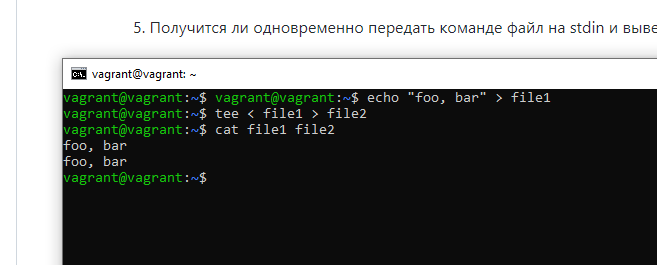 5. Получится ли одновременно передать команде файл на stdin и
vagrant@vagrant: ~
vagrant@vagrant:~$ vagrant@vagrant:~$ echo "foo, bar" > file1
vagrant@vagrant:~$ tee < file1 > file2
vagrant@vagrant:~$ cat file1 file2
foo, bar
foo, bar
vagrant@vagrant:~$